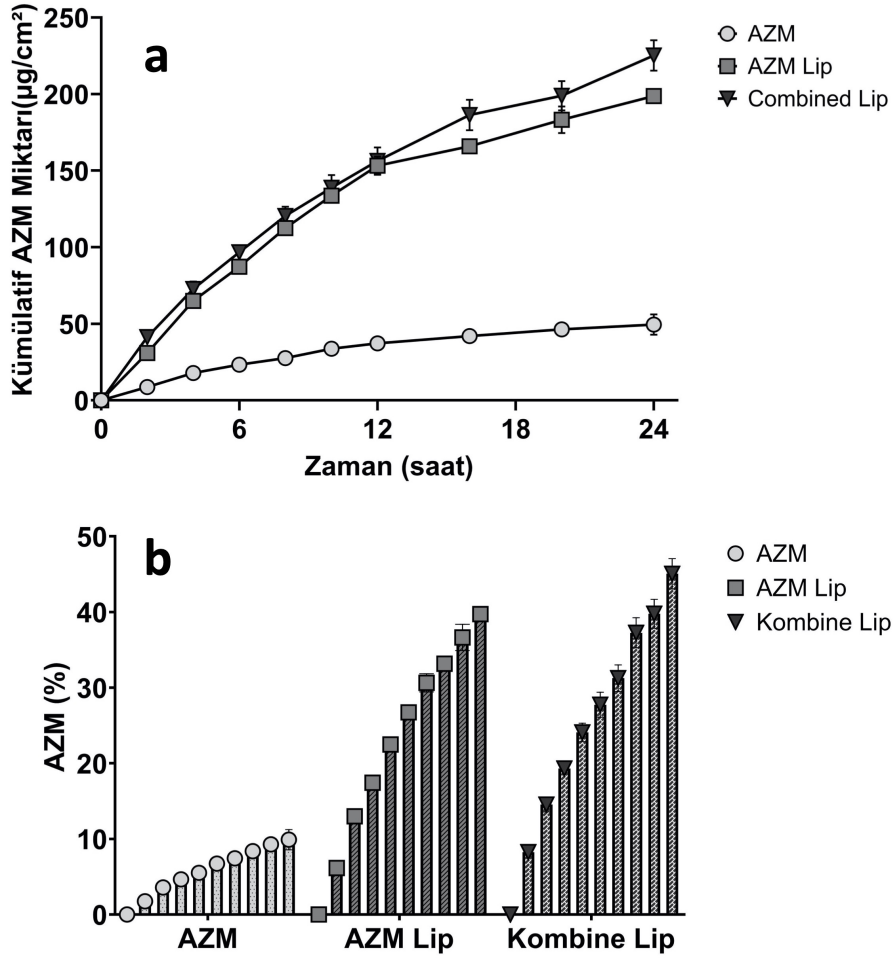 a
Kümülatif AZM Miktarı(µg/cm²)
250
200
150
100
50
0
0
6
12
18
24
Zaman (saat)
AZM
AZM Lip
Combined Lip
b
AZM (%)
50
40
30
20
10
0
AZM
AZM Lip
Kombine Lip
AZM
AZM Lip
Kombine Lip